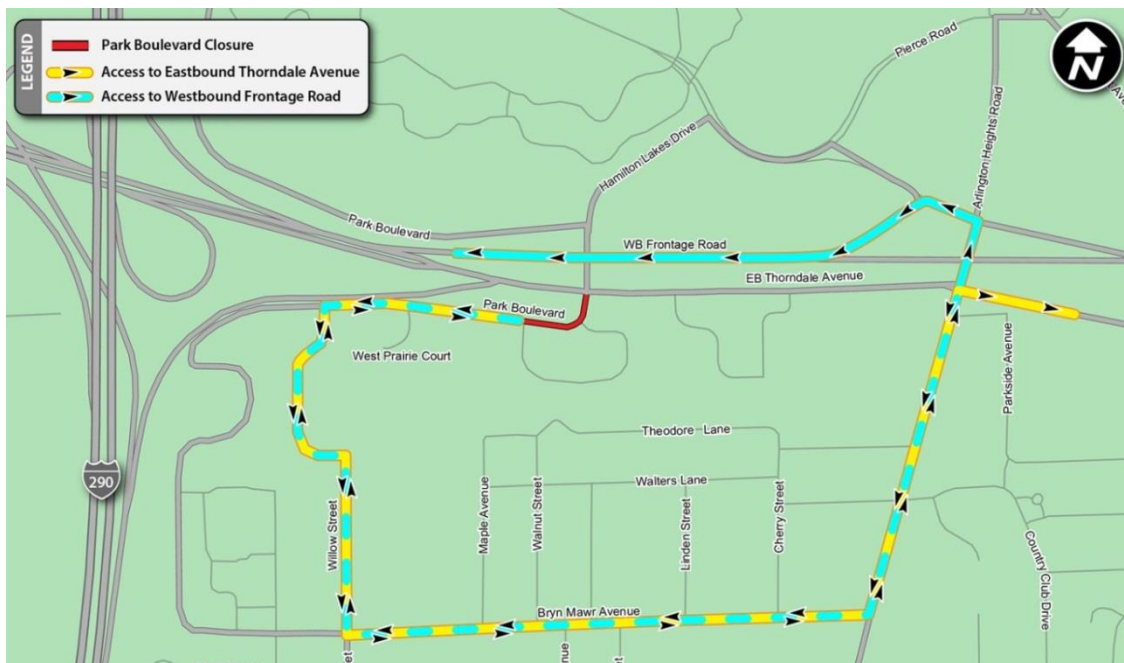 LEGEND
Park Boulevard Closure
Access to Eastbound Thorndale Avenue
Access to Westbound Frontage Road
N
Pierce Road
Arlington Heights Road
Hamilton Lakes Drive
Park Boulevard
WB Frontage Road
EB Thorndale Avenue
Park Boulevard
West Prairie Court
Parkside Avenue
Theodore Lane
Walters Lane
290
Willow Street
Maple Avenue
Walnut Street
Linden Street
Cherry Street
Country Club Drive
Bryn Mawr Avenue